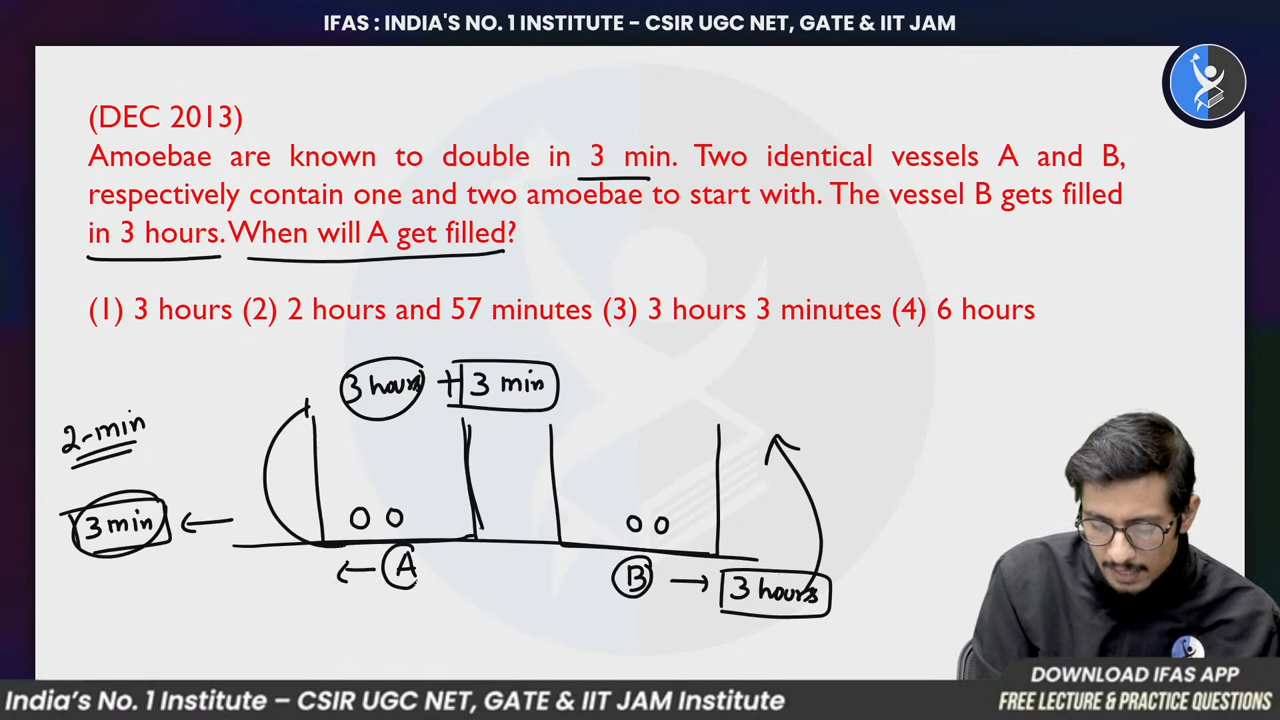 IFAS : INDIA'S NO. 1 INSTITUTE – CSIR UGC NET, GATE & IIT JAM
(DEC 2013)
Amoebae are known to double in 3 min. Two identical vessels A and B,
respectively contain one and two amoebae to start with. The vessel B gets filled
in 3 hours. When will A get filled?
(1) 3 hours (2) 2 hours and 57 minutes (3) 3 hours 3 minutes (4) 6 hours
3 hours + 3 min
2-min
3 min
A
B
3 hours
DOWNLOAD IFAS APP
FREE LECTURE & PRACTICE QUESTIONS
India's No. 1 Institute – CSIR UGC NET, GATE & IIT JAM Institute